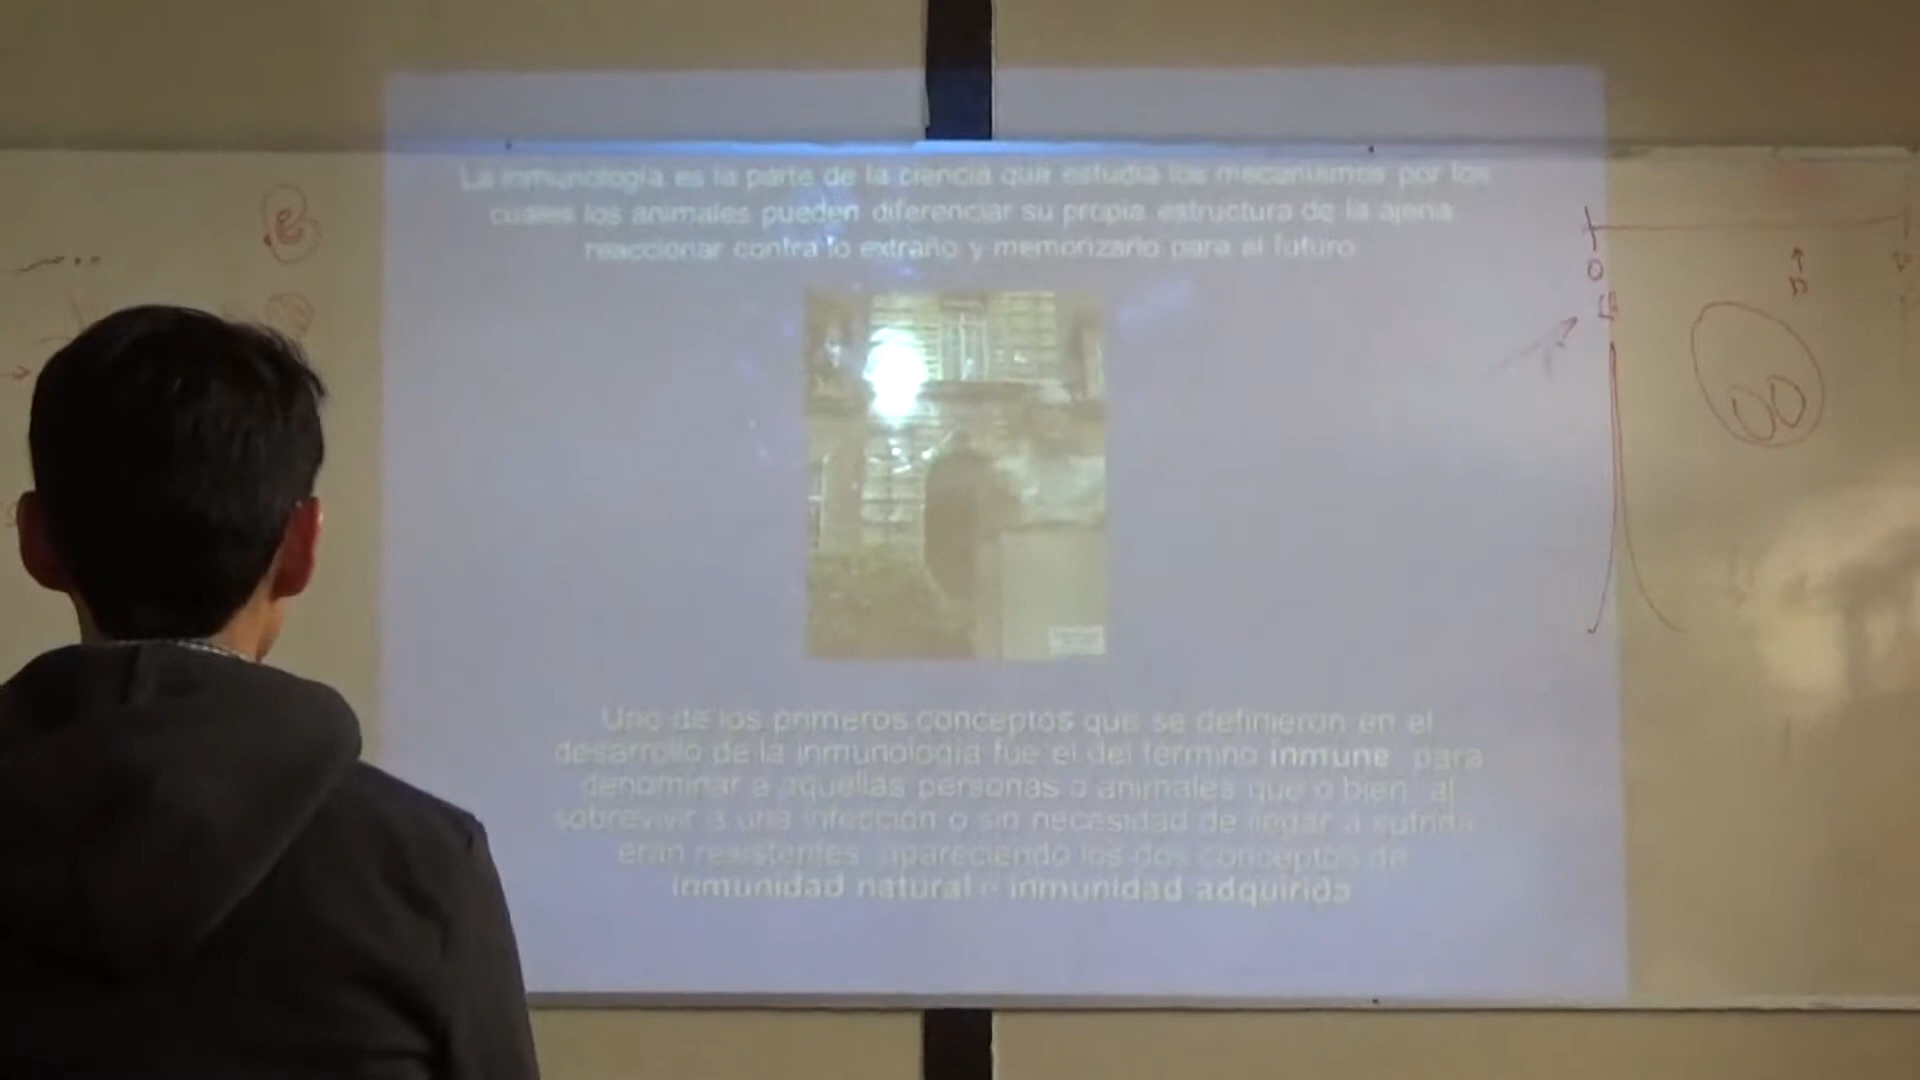 La inmunología es la parte de la ciencia que estudia los mecanismos por los
cuales los animales pueden diferenciar su propia estructura de la ajena
reaccionar contra lo extraño y memorizarlo para el futuro
Uno de los primeros conceptos que se definieron en el
desarrollo de la inmunología fue el del término inmune para
denominar a aquellas personas o animales que o bien al
sobrevivir a una infección o sin necesidad de llegar a sufrirla
eran resistentes apareciendo los dos conceptos de
inmunidad natural e inmunidad adquirida
e
0